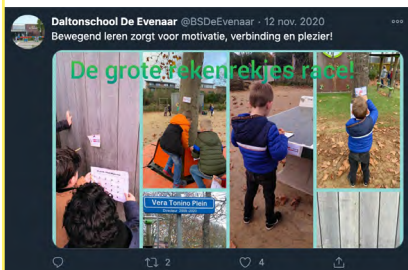 Daltonschool De Evenaar @BSDeEvenaar · 12 nov. 2020
Bewegend leren zorgt voor motivatie, verbinding en plezier!
De grote rekenrekjes race!
Vera Tonino Plein
2
4